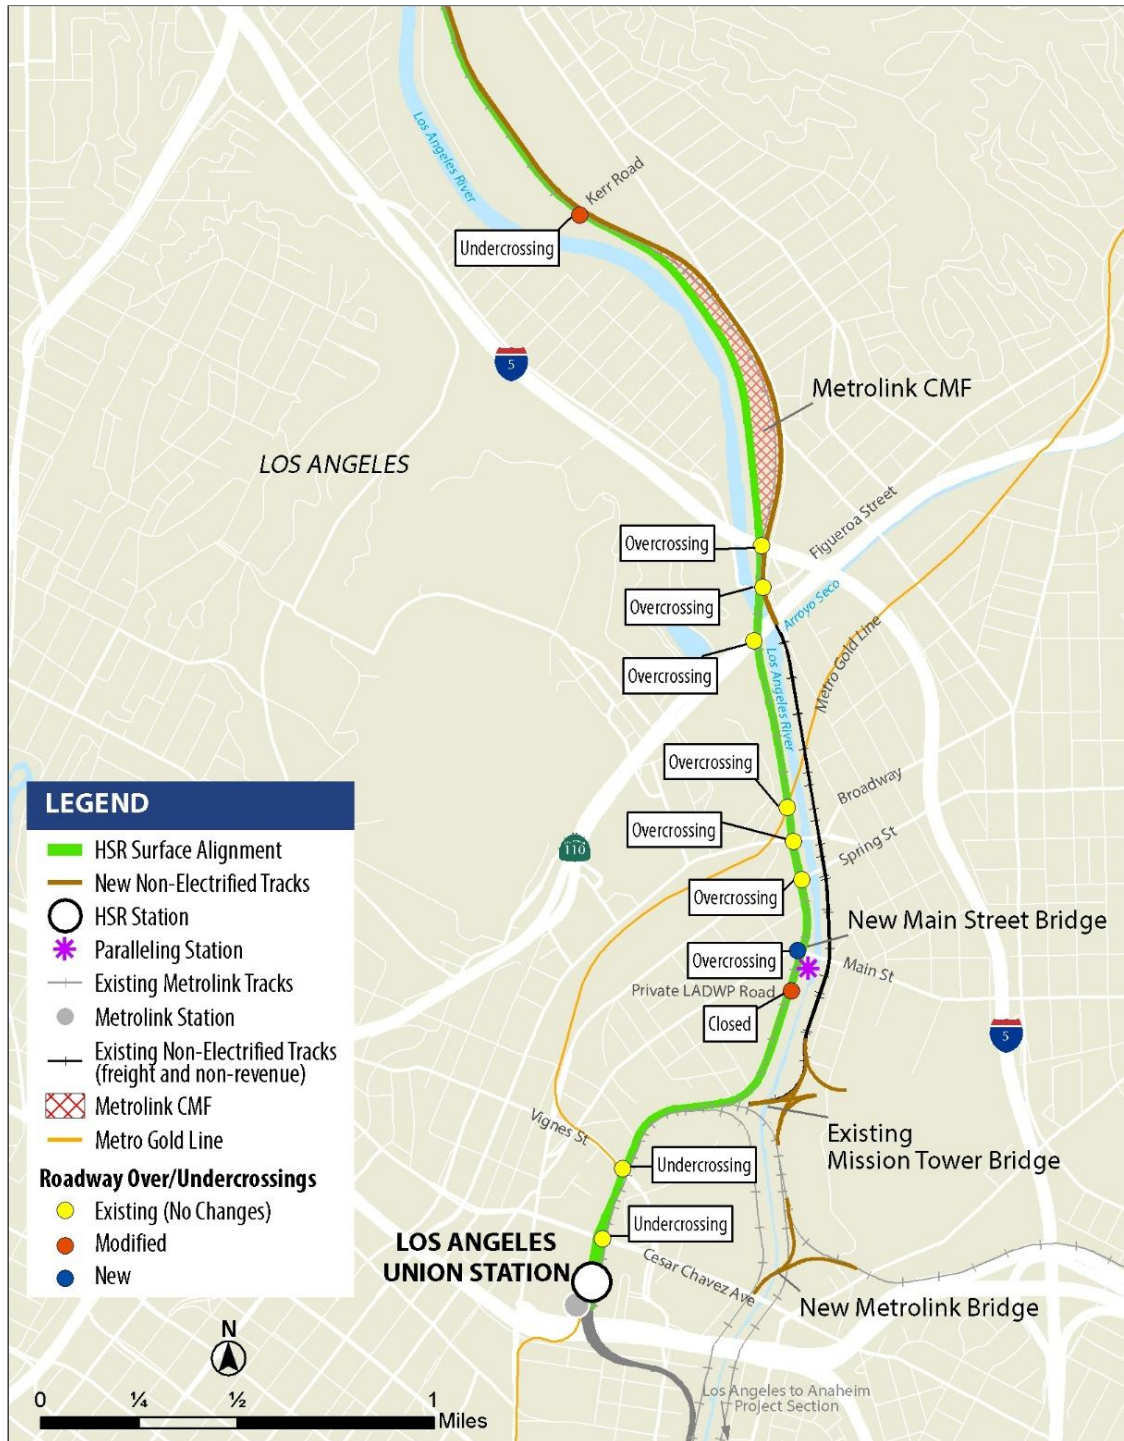 Los Angeles River
Kerr Road
Undercrossing
5
Metrolink CMF
LOS ANGELES
Figueroa Street
Overcrossing
Overcrossing
Arroyo Seco
Metro Gold Line
Overcrossing
Los Angeles River
Overcrossing
Broadway
Overcrossing
Spring St
110
Overcrossing
New Main Street Bridge
Overcrossing
Main St
Private LADWP Road
Closed
5
Vignes St
Existing
Mission Tower Bridge
Undercrossing
Undercrossing
LOS ANGELES
UNION STATION
Cesar Chavez Ave
New Metrolink Bridge
Los Angeles to Anaheim
Project Section
LEGEND
HSR Surface Alignment
New Non-Electrified Tracks
HSR Station
Paralleling Station
Existing Metrolink Tracks
Metrolink Station
Existing Non-Electrified Tracks
(freight and non-revenue)
Metrolink CMF
Metro Gold Line
Roadway Over/Undercrossings
Existing (No Changes)
Modified
New
N
0 ¼ ½ 1
Miles